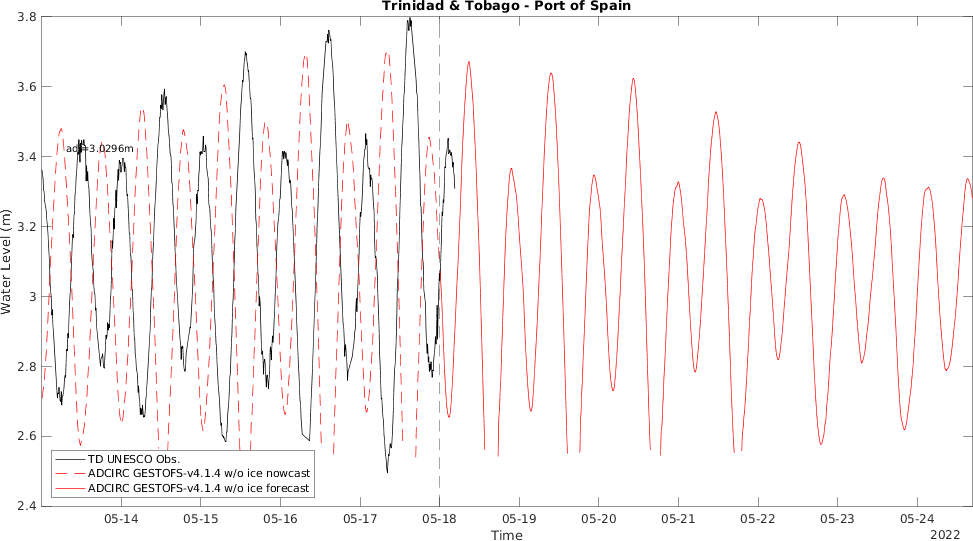 Trinidad & Tobago - Port of Spain
3.8
3.6
3.4
3.2
3
2.8
2.6
2.4
Water Level (m)
adj=3.0296m
TD UNESCO Obs.
ADCIRC GESTOFS-v4.1.4 w/o ice nowcast
ADCIRC GESTOFS-v4.1.4 w/o ice forecast
05-14 05-15 05-16 05-17 05-18 05-19 05-20 05-21 05-22 05-23 05-24
Time
2022